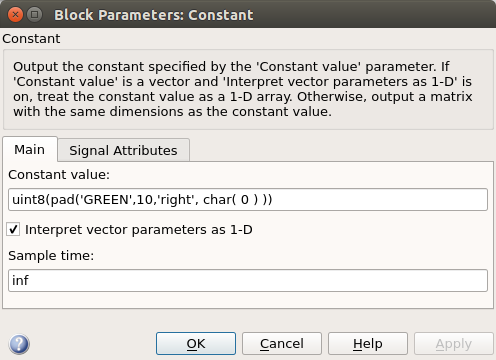 Block Parameters: Constant
Constant
Output the constant specified by the 'Constant value' parameter. If
'Constant value' is a vector and 'Interpret vector parameters as 1-D' is
on, treat the constant value as a 1-D array. Otherwise, output a matrix
with the same dimensions as the constant value.
Main Signal Attributes
Constant value:
uint8(pad('GREEN',10,'right', char( 0 ) ))
Interpret vector parameters as 1-D
Sample time:
inf
? OK Cancel Help Apply